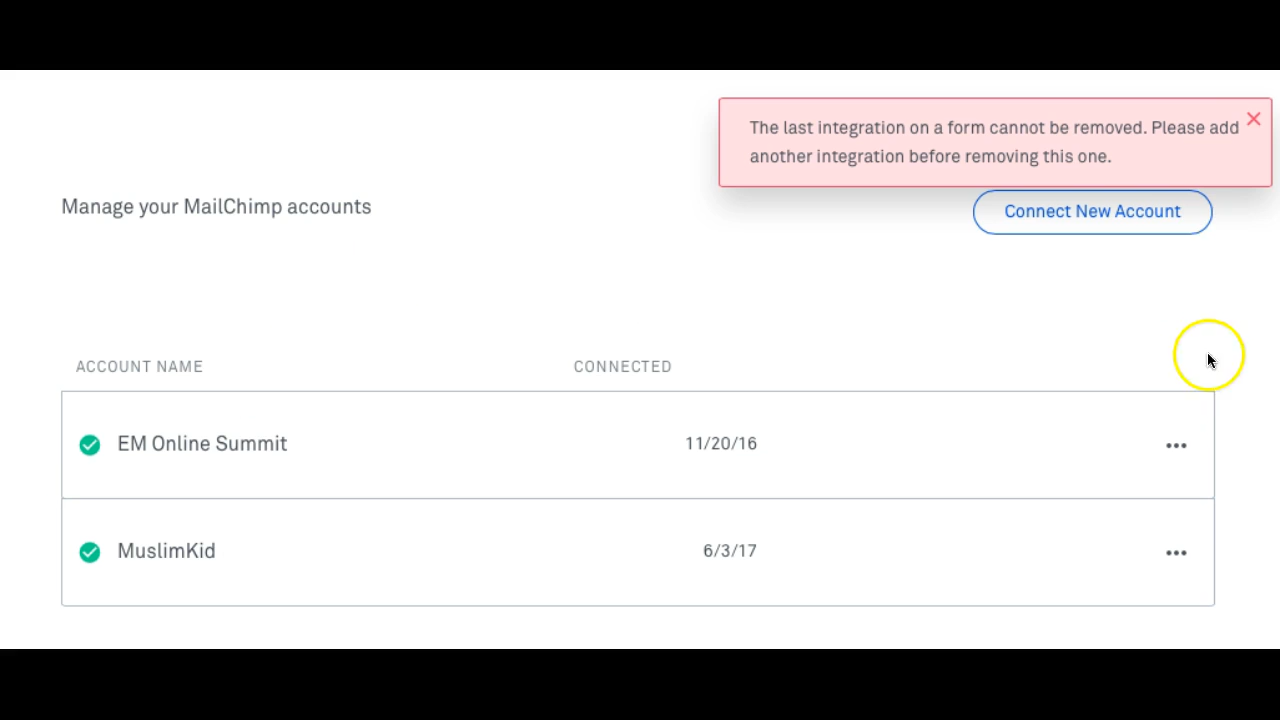 The last integration on a form cannot be removed. Please add
another integration before removing this one.
Manage your MailChimp accounts
Connect New Account
ACCOUNT NAME
CONNECTED
EM Online Summit
11/20/16
MuslimKid
6/3/17